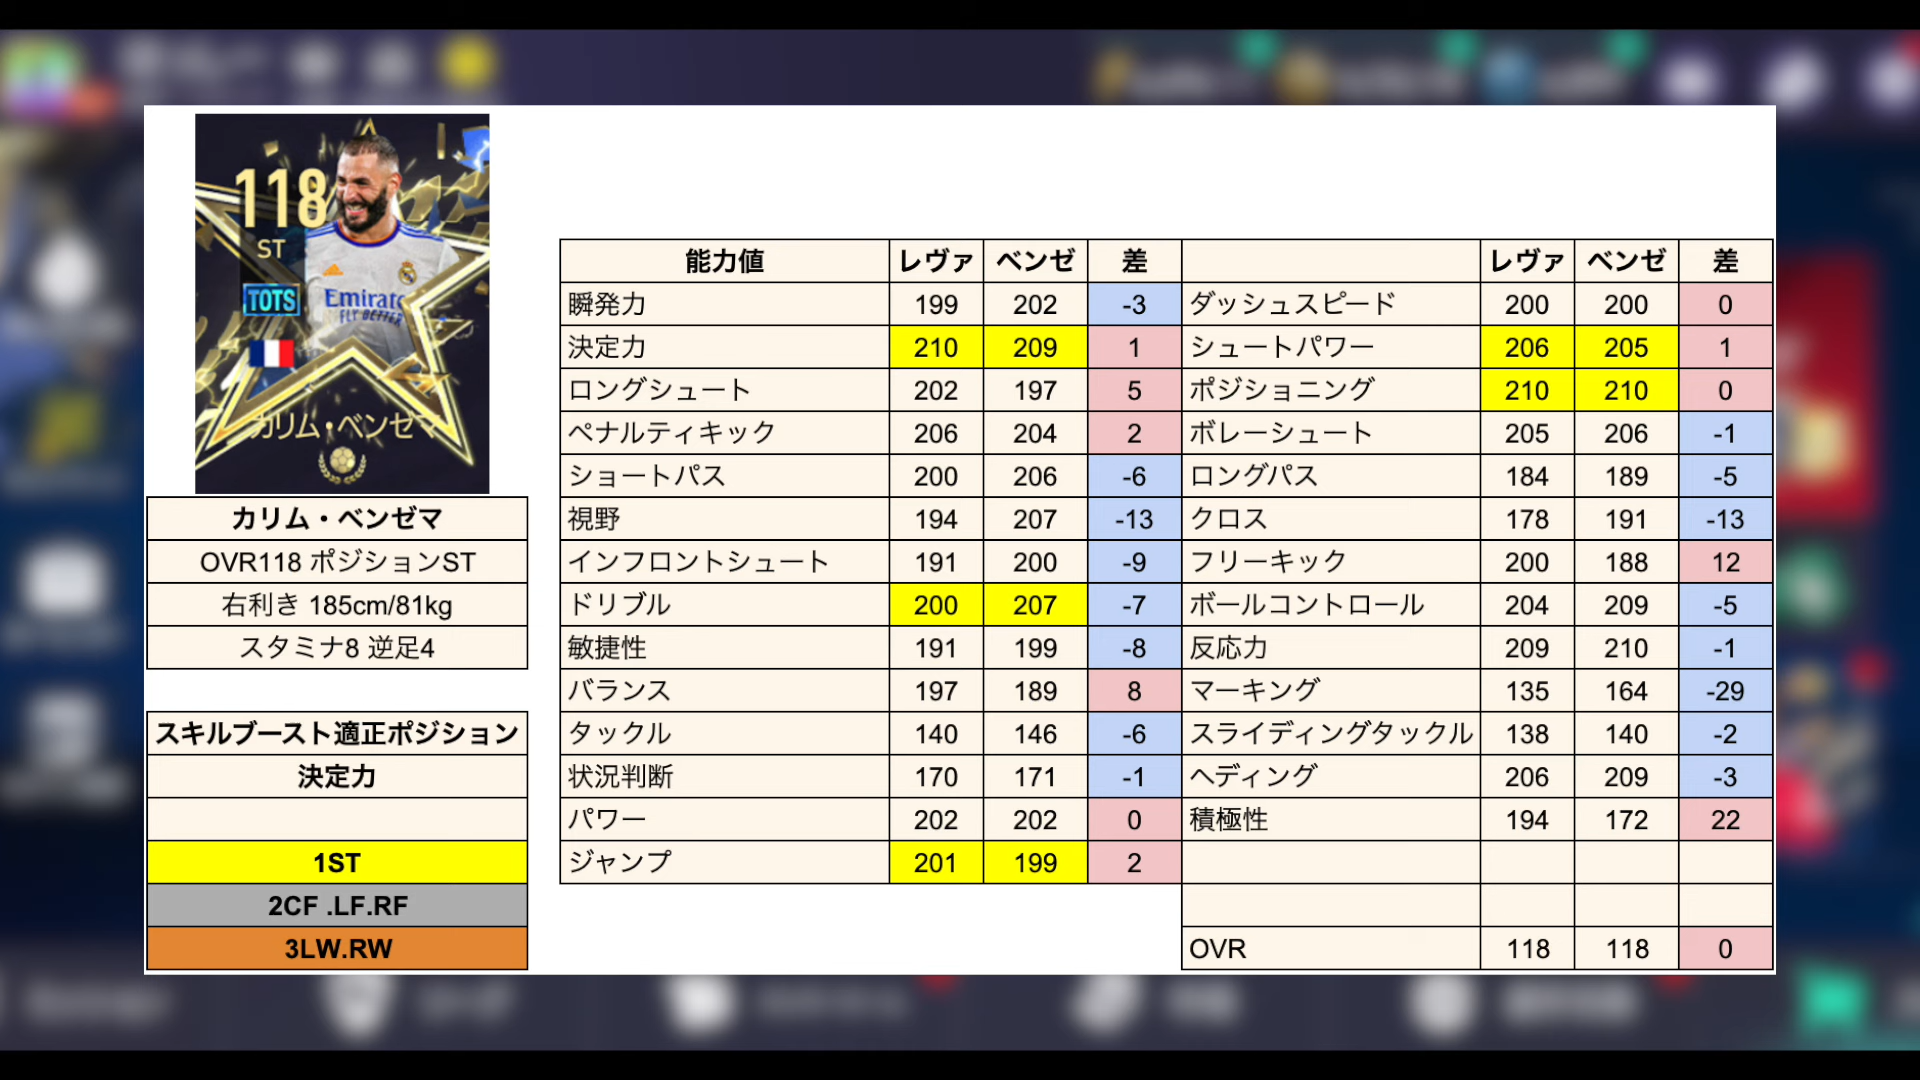 118
ST
TOTS
Emirates
FLY BETTER
カリム・ベンゼマ
カリム・ベンゼマ
OVR118 ポジションST
右利き 185cm/81kg
スタミナ8 逆足4
スキルブースト適正ポジション
決定力
1ST
2CF .LF.RF
3LW.RW
能力値 レヴァ ベンゼ 差 レヴァ ベンゼ 差
瞬発力 199 202 -3 ダッシュスピード 200 200 0
決定力 210 209 1 シュートパワー 206 205 1
ロングシュート 202 197 5 ポジショニング 210 210 0
ペナルティキック 206 204 2 ボレーシュート 205 206 -1
ショートパス 200 206 -6 ロングパス 184 189 -5
視野 194 207 -13 クロス 178 191 -13
インフロントシュート 191 200 -9 フリーキック 200 188 12
ドリブル 200 207 -7 ボールコントロール 204 209 -5
敏捷性 191 199 -8 反応力 209 210 -1
バランス 197 189 8 マーキング 135 164 -29
タックル 140 146 -6 スライディングタックル 138 140 -2
状況判断 170 171 -1 ヘディング 206 209 -3
パワー 202 202 0 積極性 194 172 22
ジャンプ 201 199 2
OVR 118 118 0